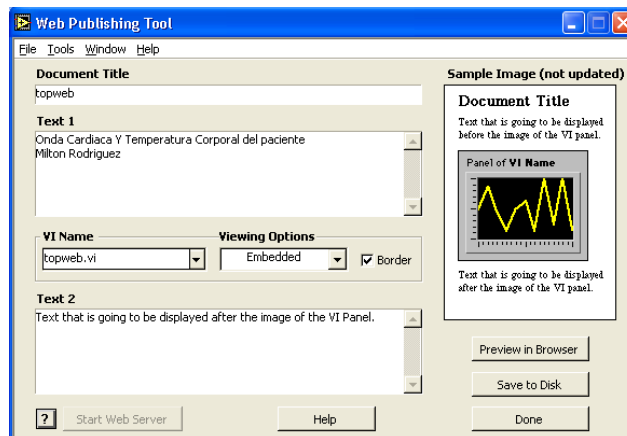 Web Publishing Tool
File Tools Window Help
Document Title
topweb
Text 1
Onda Cardiaca Y Temperatura Corporal del paciente
Milton Rodriguez
VI Name
topweb.vi
Viewing Options
Embedded
Border
Text 2
Text that is going to be displayed after the image of the VI Panel.
? Start Web Server Help
Sample Image (not updated)
Document Title
Text that is going to be displayed
before the image of the VI panel.
Panel of VI Name
Text that is going to be displayed
after the image of the VI panel.
Preview in Browser
Save to Disk
Done